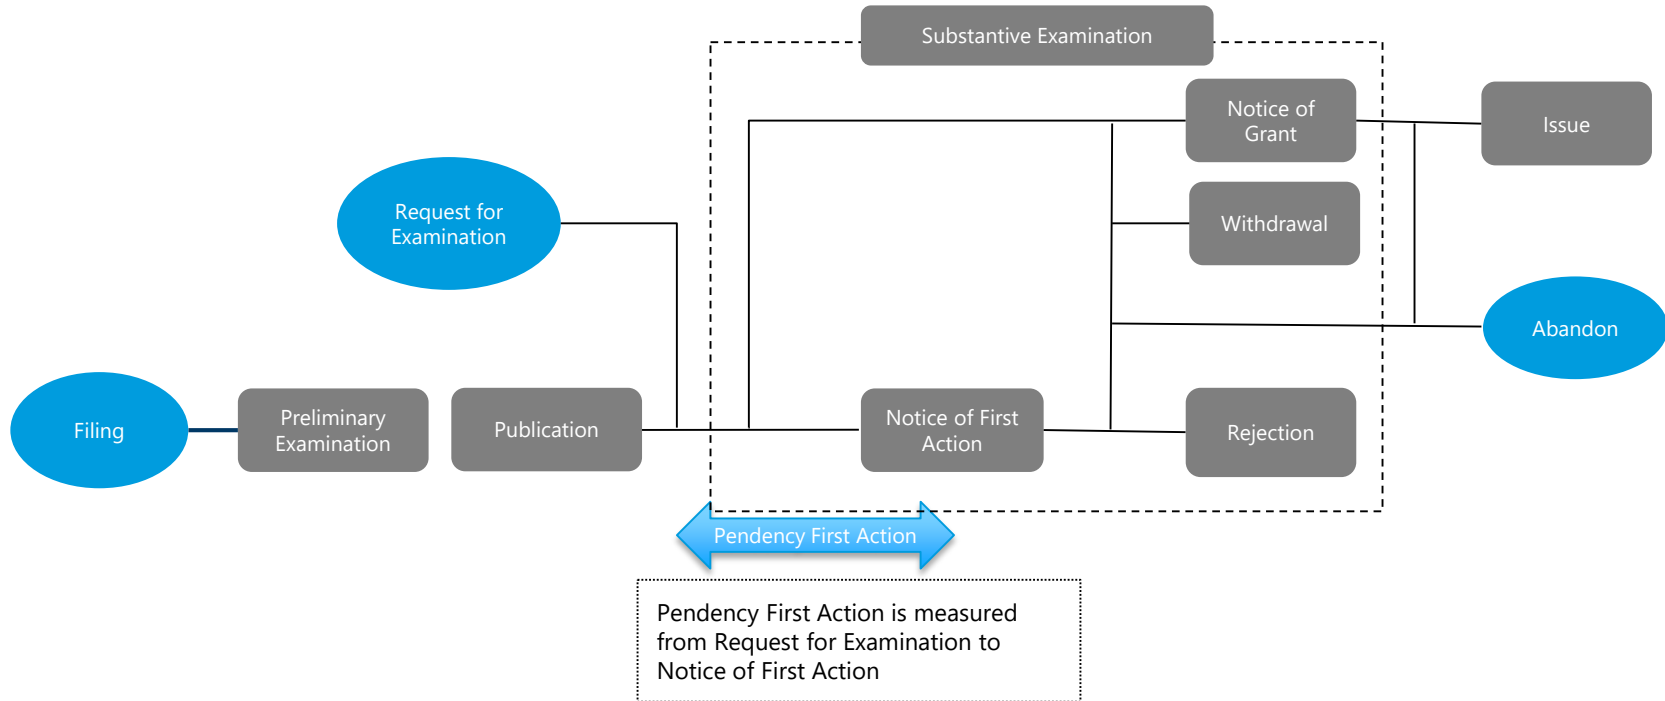 Substantive Examination
Notice of
Grant
Issue
Request for
Examination
Withdrawal
Abandon
Filing
Preliminary
Examination
Publication
Notice of First
Action
Rejection
Pendency First Action
Pendency First Action is measured
from Request for Examination to
Notice of First Action